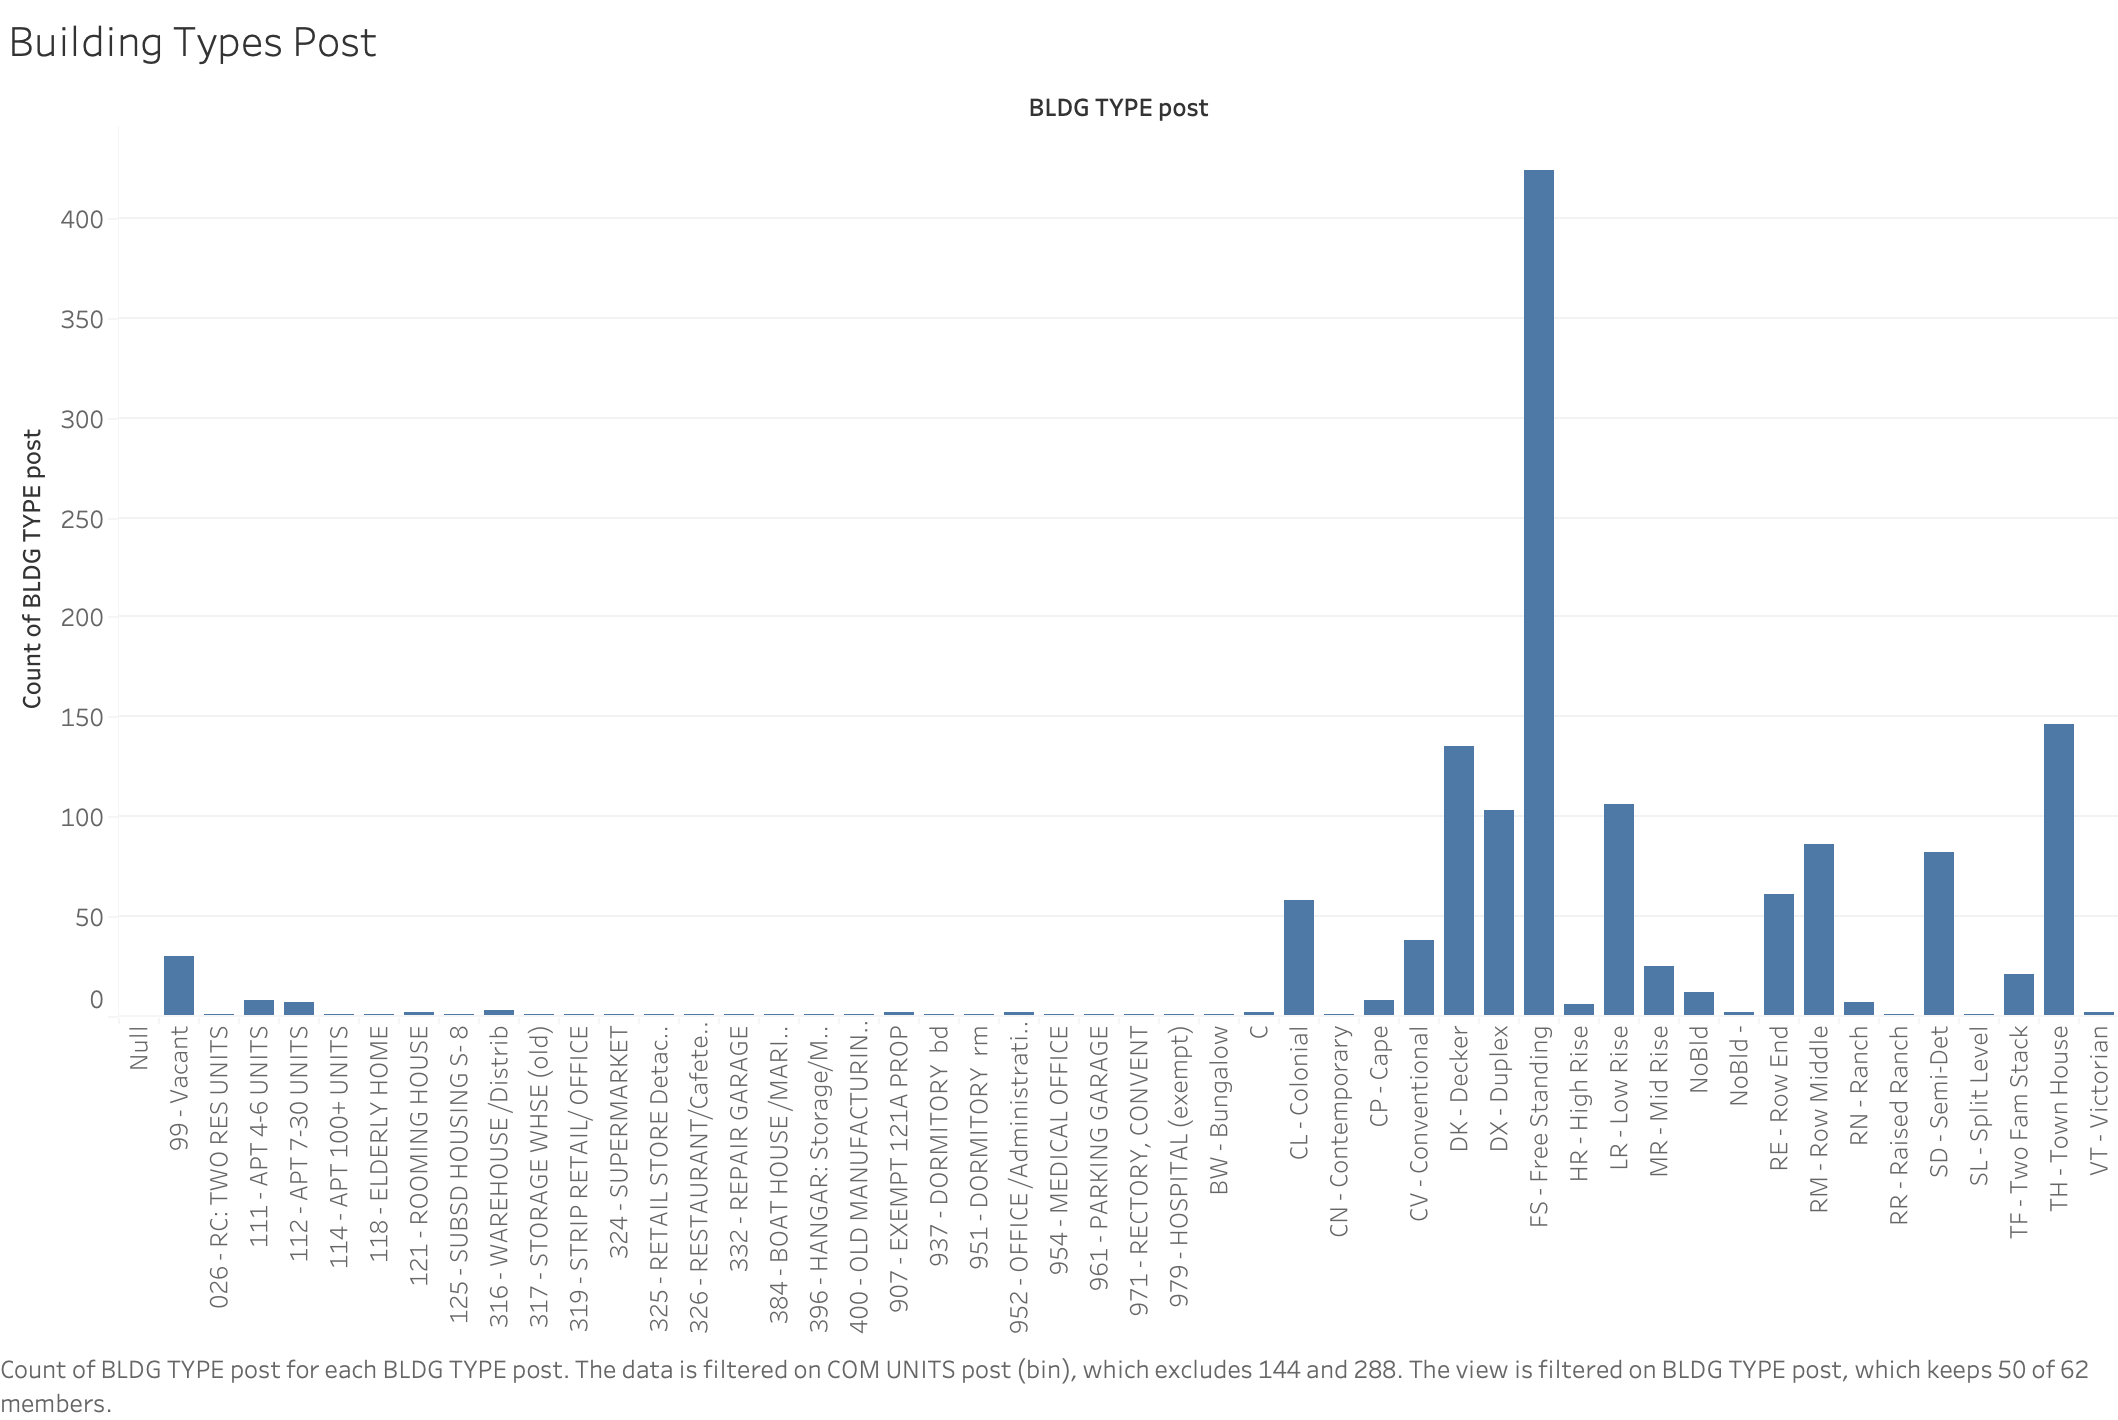 Building Types Post
BLDG TYPE post
Count of BLDG TYPE post
400
350
300
250
200
150
100
50
0
Null
99 - Vacant
026 - RC: TWO RES UNITS
111 - APT 4-6 UNITS
112 - APT 7-30 UNITS
114 - APT 100+ UNITS
118 - ELDERLY HOME
121 - ROOMING HOUSE
125 - SUBSD HOUSING S- 8
316 - WAREHOUSE /Distrib
317 - STORAGE WHSE (old)
319 - STRIP RETAIL/ OFFICE
324 - SUPERMARKET
325 - RETAIL STORE Detac..
326 - RESTAURANT/Cafete..
332 - REPAIR GARAGE
384 - BOAT HOUSE /MARI..
396 - HANGAR: Storage/M..
400 - OLD MANUFACTURIN..
907 - EXEMPT 121A PROP
937 - DORMITORY bd
951 - DORMITORY rm
952 - OFFICE /Administrati..
954 - MEDICAL OFFICE
961 - PARKING GARAGE
971 - RECTORY, CONVENT
979 - HOSPITAL (exempt)
BW - Bungalow
C
CL - Colonial
CN - Contemporary
CP - Cape
CV - Conventional
DK - Decker
DX - Duplex
FS - Free Standing
HR - High Rise
LR - Low Rise
MR - Mid Rise
NoBld
NoBld -
RE - Row End
RM - Row Middle
RN - Ranch
RR - Raised Ranch
SD - Semi-Det
SL - Split Level
TF - Two Fam Stack
TH - Town House
VT - Victorian
Count of BLDG TYPE post for each BLDG TYPE post. The data is filtered on COM UNITS post (bin), which excludes 144 and 288. The view is filtered on BLDG TYPE post, which keeps 50 of 62
members.